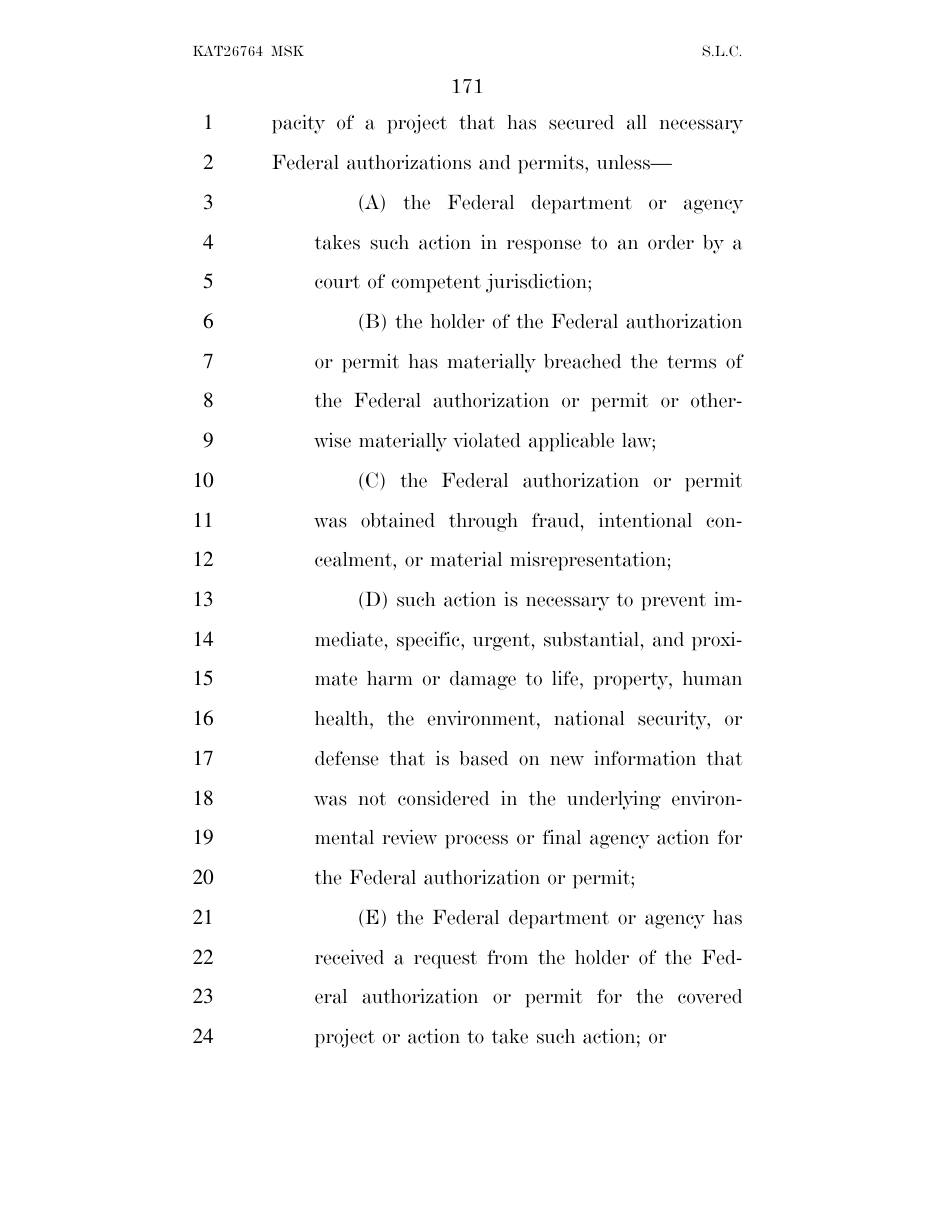 KAT26764 MSK S.L.C.
171
1 pacity of a project that has secured all necessary
2 Federal authorizations and permits, unless—
3 (A) the Federal department or agency
4 takes such action in response to an order by a
5 court of competent jurisdiction;
6 (B) the holder of the Federal authorization
7 or permit has materially breached the terms of
8 the Federal authorization or permit or other-
9 wise materially violated applicable law;
10 (C) the Federal authorization or permit
11 was obtained through fraud, intentional con-
12 cealment, or material misrepresentation;
13 (D) such action is necessary to prevent im-
14 mediate, specific, urgent, substantial, and proxi-
15 mate harm or damage to life, property, human
16 health, the environment, national security, or
17 defense that is based on new information that
18 was not considered in the underlying environ-
19 mental review process or final agency action for
20 the Federal authorization or permit;
21 (E) the Federal department or agency has
22 received a request from the holder of the Fed-
23 eral authorization or permit for the covered
24 project or action to take such action; or